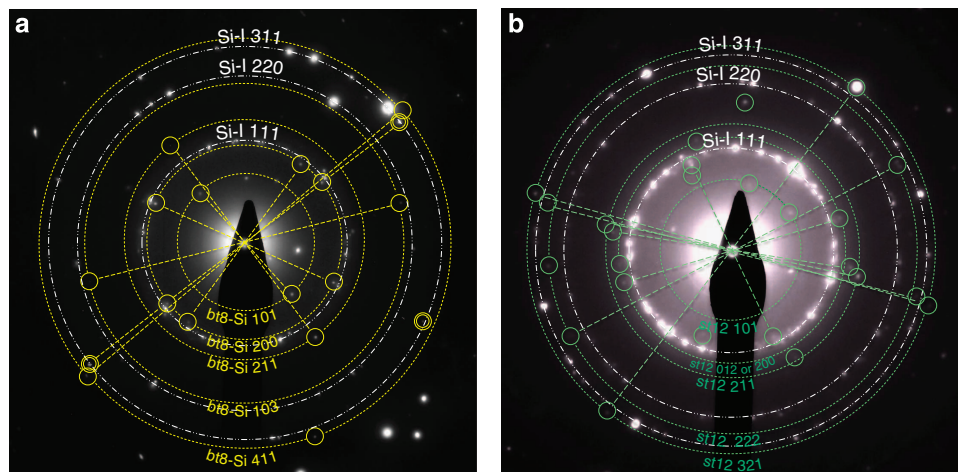 a
Si-I 311
Si-I 220
Si-I 111
bt8-Si 101
bt8-Si 200
bt8-Si 211
bt8-Si 103
bt8-Si 411
b
Si-I 311
Si-I 220
Si-I 111
st12 101
st12 012 or 200
st12 211
st12 222
st12 321